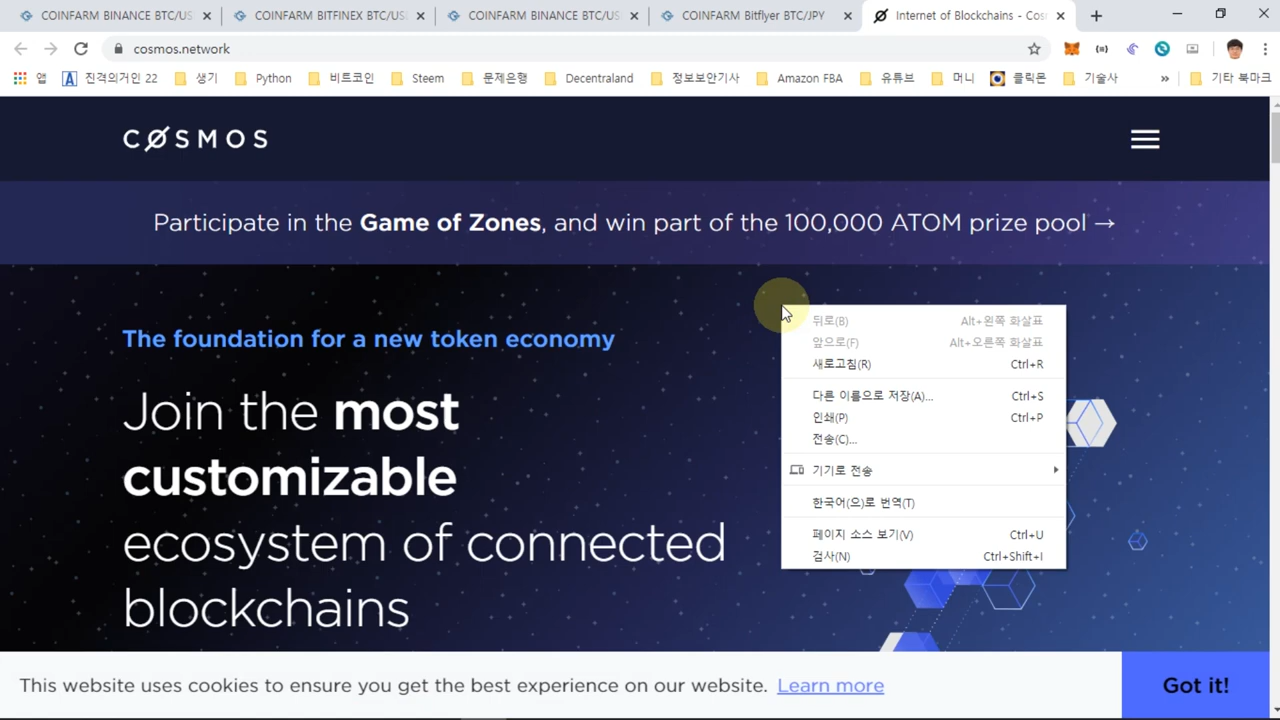 COINFARM BINANCE BTC/US
COINFARM BITFINEX BTC/US
COINFARM BINANCE BTC/US
COINFARM Bitflyer BTC/JPY
Internet of Blockchains - Cos
cosmos.network
앱
진격의거인 22
생기
Python
비트코인
Steem
문제은행
Decentraland
정보보안기사
Amazon FBA
유튜브
머니
클릭몬
기술사
»
기타 북마크
COSMOS
Participate in the Game of Zones, and win part of the 100,000 ATOM prize pool →
The foundation for a new token economy
Join the most
customizable
ecosystem of connected
blockchains
뒤로(B) Alt+왼쪽 화살표
앞으로(F) Alt+오른쪽 화살표
새로고침(R) Ctrl+R
다른 이름으로 저장(A)... Ctrl+S
인쇄(P) Ctrl+P
전송(C)...
기기로 전송
한국어(으)로 번역(T)
페이지 소스 보기(V) Ctrl+U
검사(N) Ctrl+Shift+I
This website uses cookies to ensure you get the best experience on our website. Learn more
Got it!